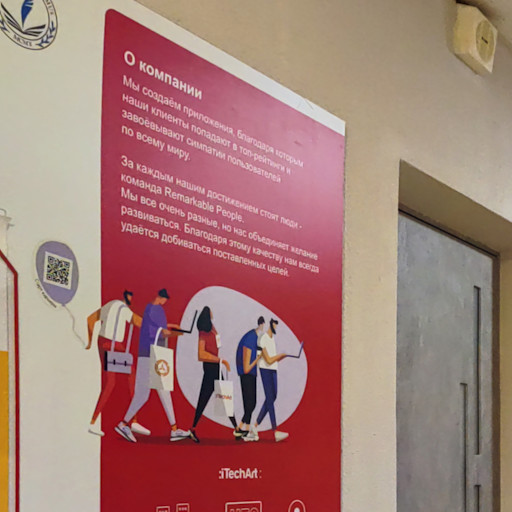 О компании
Мы создаём приложения, благодаря которым
наши клиенты попадают в топ-рейтинги и
завоёвывают симпатии пользователей
по всему миру.
За каждым нашим достижением стоят люди -
команда Remarkable People.
Мы все очень разные, но нас объединяет желание
развиваться. Благодаря этому качеству нам всегда
удаётся добиваться поставленных целей.
iTechArt
:iTechArt: